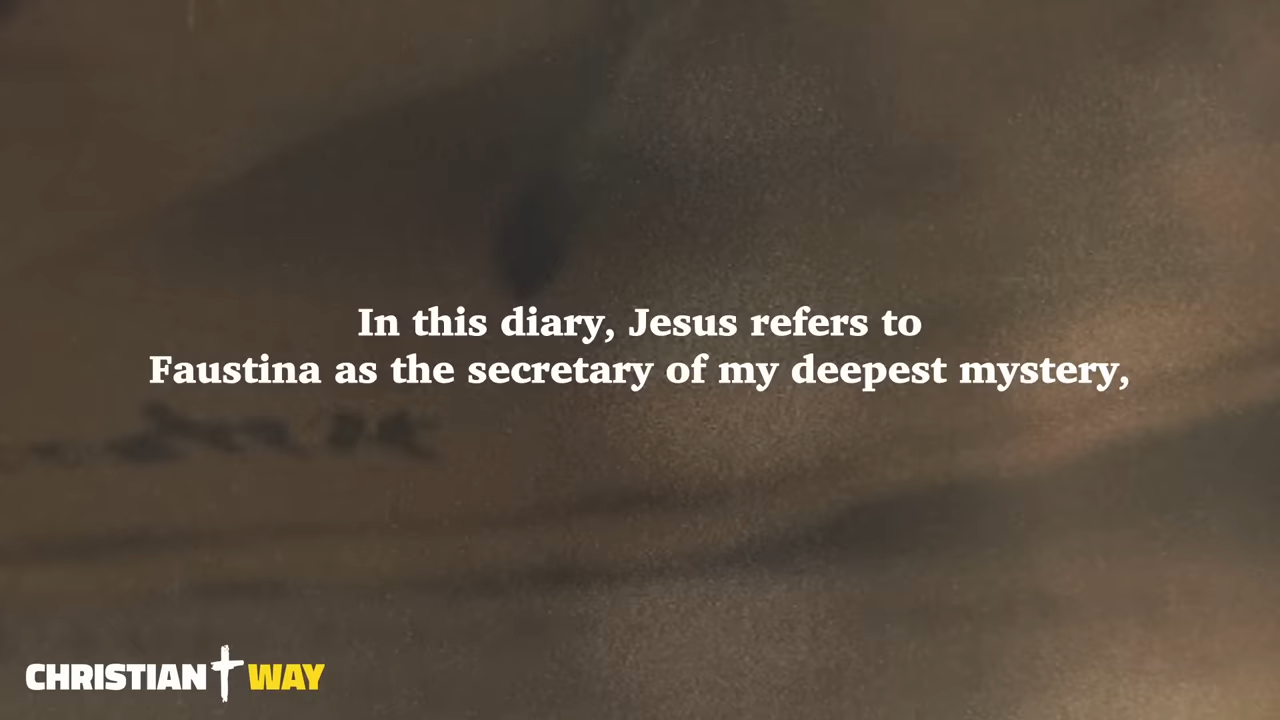 In this diary, Jesus refers to
Faustina as the secretary of my deepest mystery,
CHRISTIAN WAY